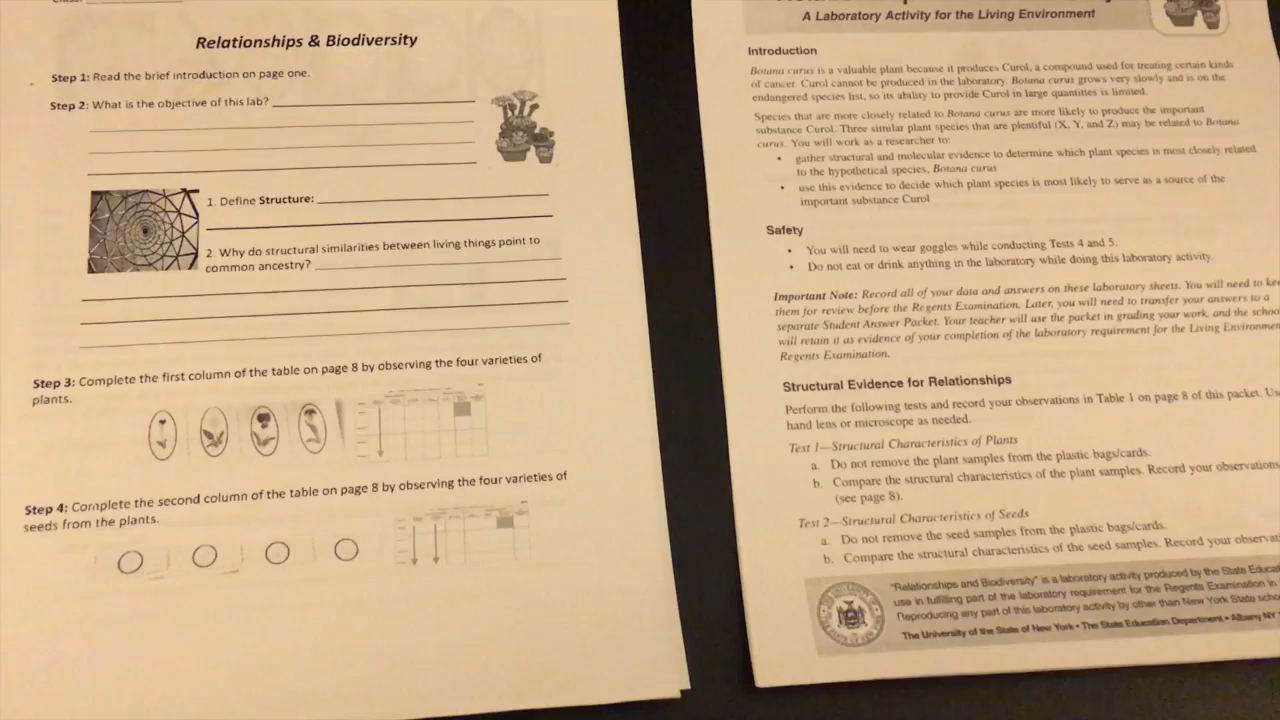 Relationships & Biodiversity
Step 1: Read the brief introduction on page one.
Step 2: What is the objective of this lab?
1. Define Structure:
2. Why do structural similarities between living things point to
common ancestry?
Step 3: Complete the first column of the table on page 8 by observing the four varieties of
plants.
Step 4: Complete the second column of the table on page 8 by observing the four varieties of
seeds from the plants.
A Laboratory Activity for the Living Environment
Introduction
Botana curus is a valuable plant because it produces Curol, a compound used for treating certain kinds
of cancer. Curol cannot be produced in the laboratory. Botana curus grows very slowly and is on the
endangered species list, so its ability to provide Curol in large quantities is limited.
Species that are more closely related to Botana curus are more likely to produce the important
substance Curol. Three similar plant species that are plentiful (X, Y, and Z) may be related to Botana
curus. You will work as a researcher to:
• gather structural and molecular evidence to determine which plant species is most closely related
to the hypothetical species, Botana curus
• use this evidence to decide which plant species is most likely to serve as a source of the
important substance Curol
Safety
• You will need to wear goggles while conducting Tests 4 and 5.
• Do not eat or drink anything in the laboratory while doing this laboratory activity.
Important Note: Record all of your data and answers on these laboratory sheets. You will need to
them for review before the Regents Examination. Later, you will need to transfer your answers to a
separate Student Answer Packet. Your teacher will use the packet in grading your work, and the
will retain it as evidence of your completion of the laboratory requirement for the Living
Regents Examination.
Structural Evidence for Relationships
Perform the following tests and record your observations in Table 1 on page 8 of this packet.
hand lens or microscope as needed.
Test 1—Structural Characteristics of Plants
a. Do not remove the plant samples from the plastic bags/cards.
b. Compare the structural characteristics of the plant samples. Record your observations
(see page 8).
Test 2—Structural Characteristics of Seeds
a. Do not remove the seed samples from the plastic bags/cards.
b. Compare the structural characteristics of the seed samples. Record your
"Relationships and Biodiversity" is a laboratory activity produced by the State
use in fulfilling part of the laboratory requirement for the Regents Examination in
Reproducing any part of this laboratory activity by other than New York State
The University of the State of New York • The State Education Department • Albany NY